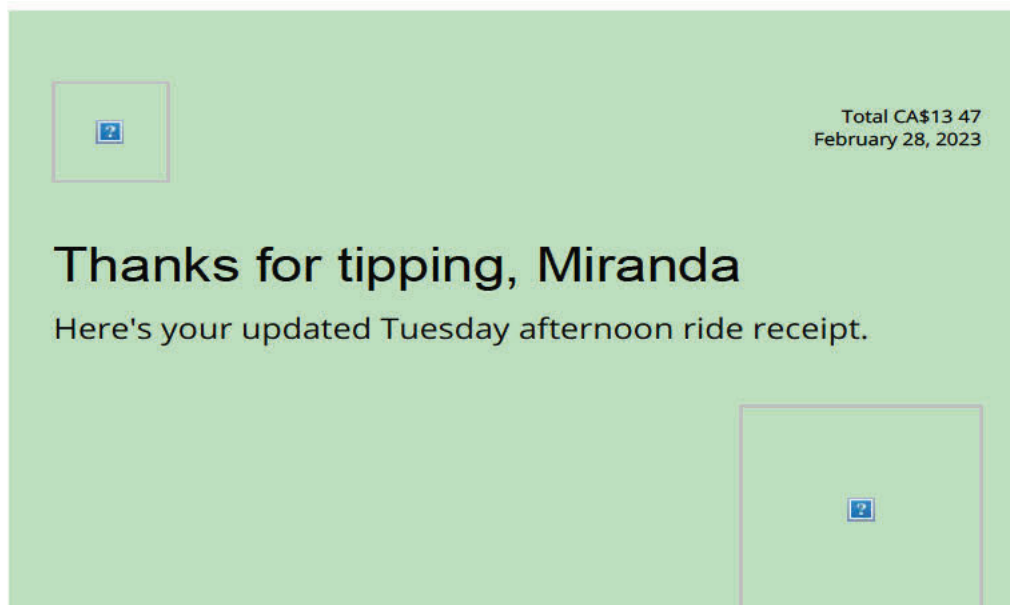 Total CA$13 47
February 28, 2023
Thanks for tipping, Miranda
Here's your updated Tuesday afternoon ride receipt.